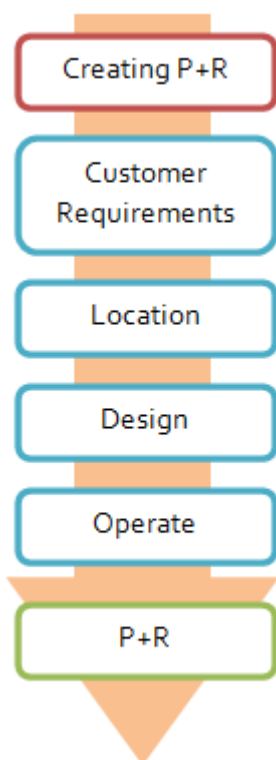 Creating P+R
Customer
Requirements
Location
Design
Operate
P+R